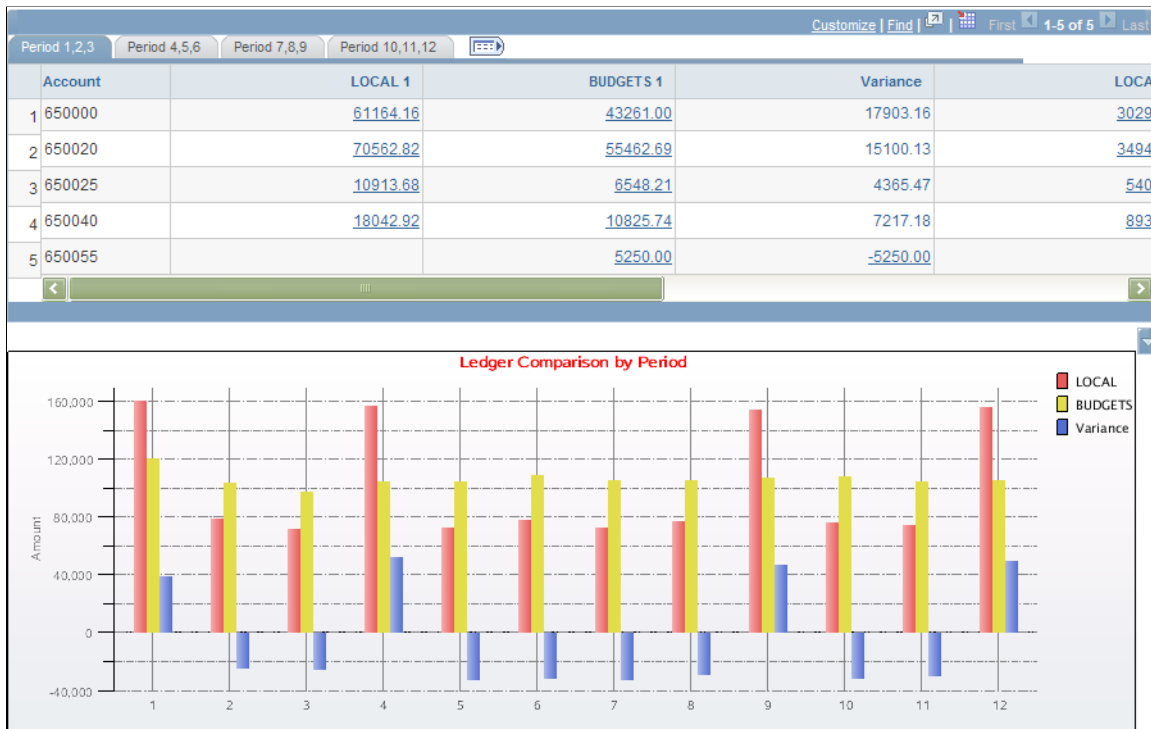 Customize | Find | | First 1-5 of 5 Last
Period 1,2,3 Period 4,5,6 Period 7,8,9 Period 10,11,12
Account LOCAL 1 BUDGETS 1 Variance LOCA
1 650000 61164.16 43261.00 17903.16 3029
2 650020 70562.82 55462.69 15100.13 3494
3 650025 10913.68 6548.21 4365.47 540
4 650040 18042.92 10825.74 7217.18 893
5 650055 5250.00 -5250.00
Ledger Comparison by Period
LOCAL
BUDGETS
Variance
160,000
120,000
80,000
40,000
0
-40,000
Amount
1 2 3 4 5 6 7 8 9 10 11 12